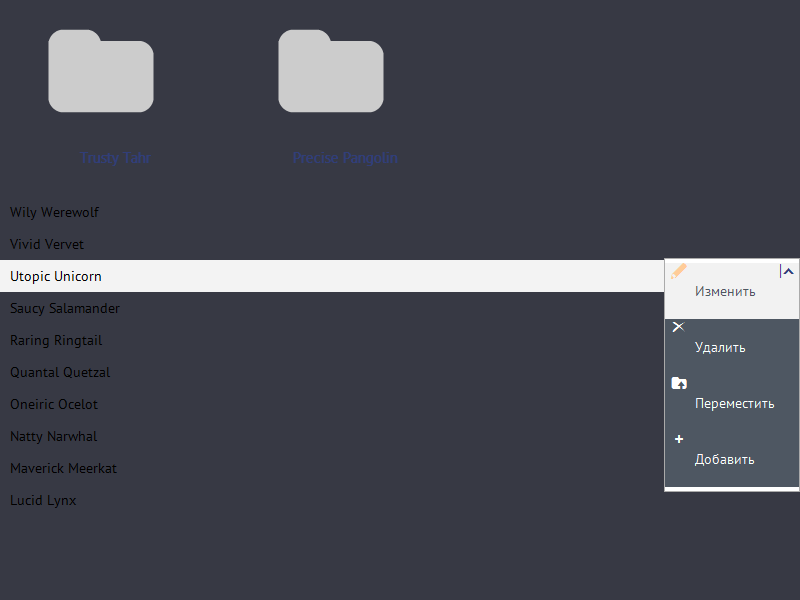 Trusty Tahr
Precise Pangolin
Wily Werewolf
Vivid Vervet
Utopic Unicorn
Изменить
Saucy Salamander
Удалить
Raring Ringtail
Quantal Quetzal
Переместить
Oneiric Ocelot
Natty Narwhal
Добавить
Maverick Meerkat
Lucid Lynx